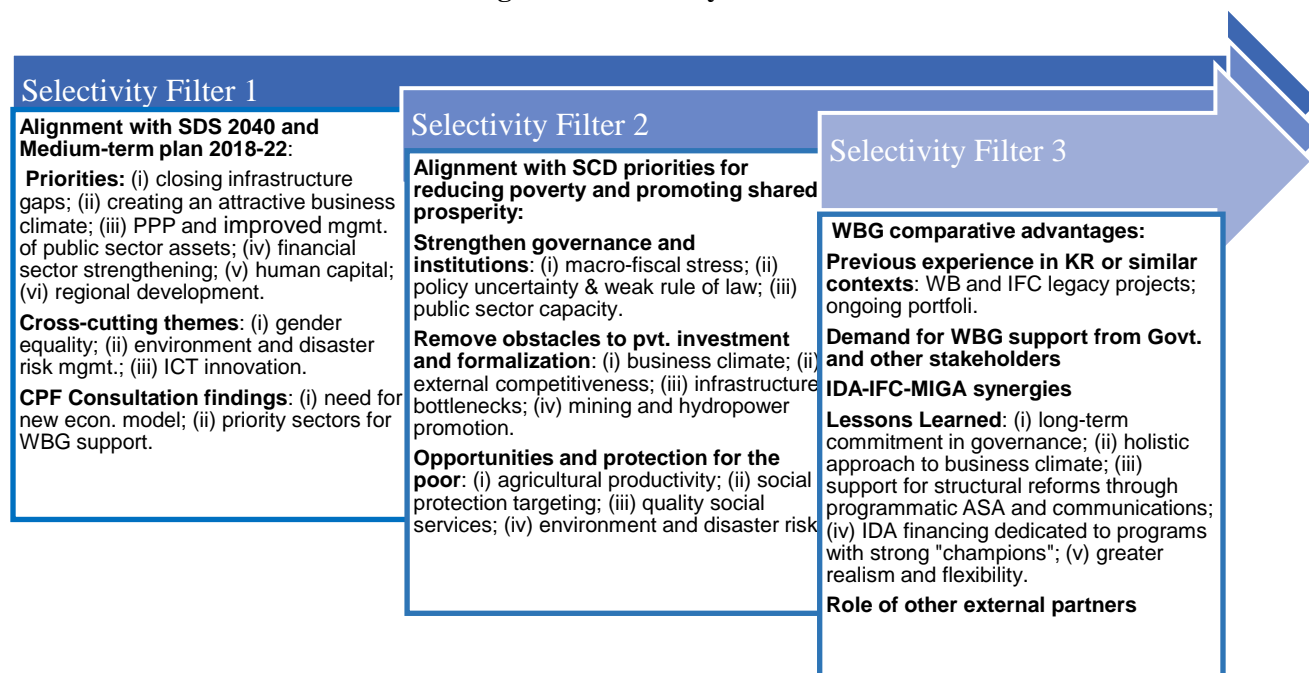 Selectivity Filter 1
Alignment with SDS 2040 and
Medium-term plan 2018-22:
Priorities: (i) closing infrastructure
gaps; (ii) creating an attractive business
climate; (iii) PPP and improved mgmt.
of public sector assets; (iv) financial
sector strengthening; (v) human capital;
(vi) regional development.
Cross-cutting themes: (i) gender
equality; (ii) environment and disaster
risk mgmt.; (iii) ICT innovation.
CPF Consultation findings: (i) need for
new econ. model; (ii) priority sectors for
WBG support.
Selectivity Filter 2
Alignment with SCD priorities for
reducing poverty and promoting shared
prosperity:
Strengthen governance and
institutions: (i) macro-fiscal stress; (ii)
policy uncertainty & weak rule of law; (iii)
public sector capacity.
Remove obstacles to pvt. investment
and formalization: (i) business climate; (ii)
external competitiveness; (iii) infrastructure
bottlenecks; (iv) mining and hydropower
promotion.
Opportunities and protection for the
poor: (i) agricultural productivity; (ii) social
protection targeting; (iii) quality social
services; (iv) environment and disaster risk
Selectivity Filter 3
WBG comparative advantages:
Previous experience in KR or similar
contexts: WB and IFC legacy projects;
ongoing portfoli.
Demand for WBG support from Govt.
and other stakeholders
IDA-IFC-MIGA synergies
Lessons Learned: (i) long-term
commitment in governance; (ii) holistic
approach to business climate; (iii)
support for structural reforms through
programmatic ASA and communications;
(iv) IDA financing dedicated to programs
with strong "champions"; (v) greater
realism and flexibility.
Role of other external partners